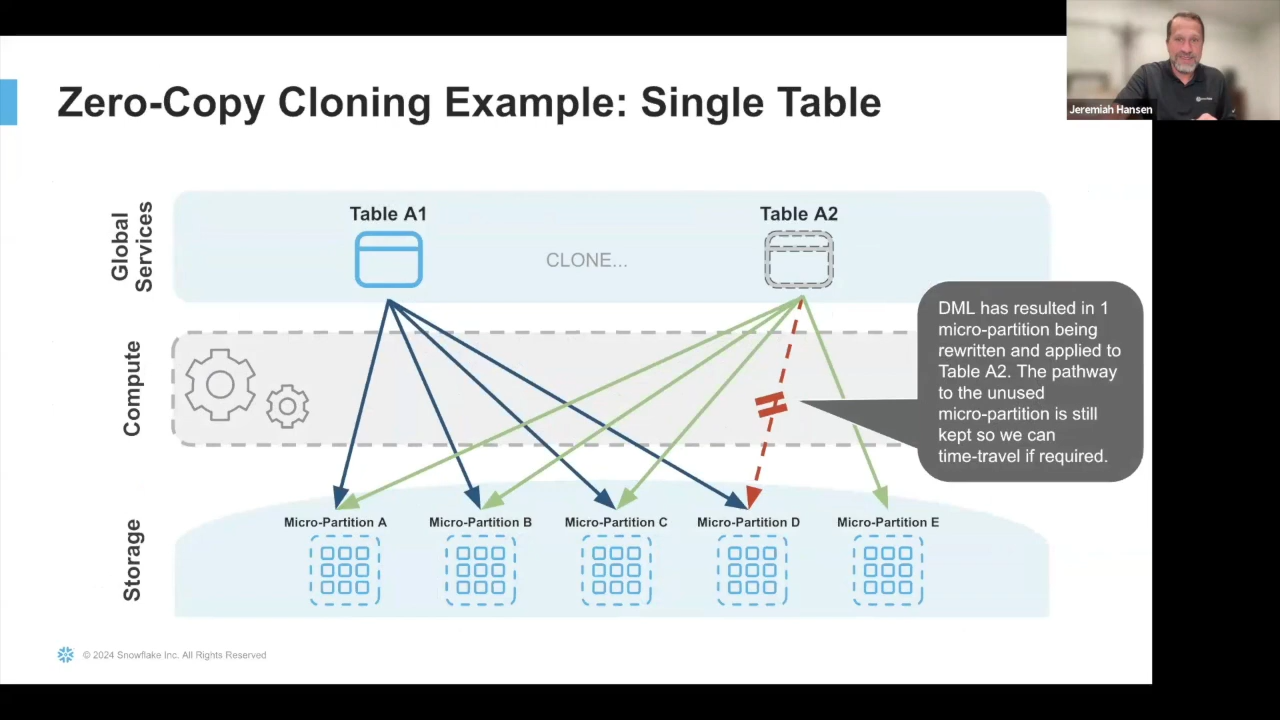 Jeremiah Hansen
Zero-Copy Cloning Example: Single Table
Global
Services
Table A1
CLONE...
Table A2
Compute
DML has resulted in 1
micro-partition being
rewritten and applied to
Table A2. The pathway
to the unused
micro-partition is still
kept so we can
time-travel if required.
Storage
Micro-Partition A
Micro-Partition B
Micro-Partition C
Micro-Partition D
Micro-Partition E
© 2024 Snowflake Inc. All Rights Reserved